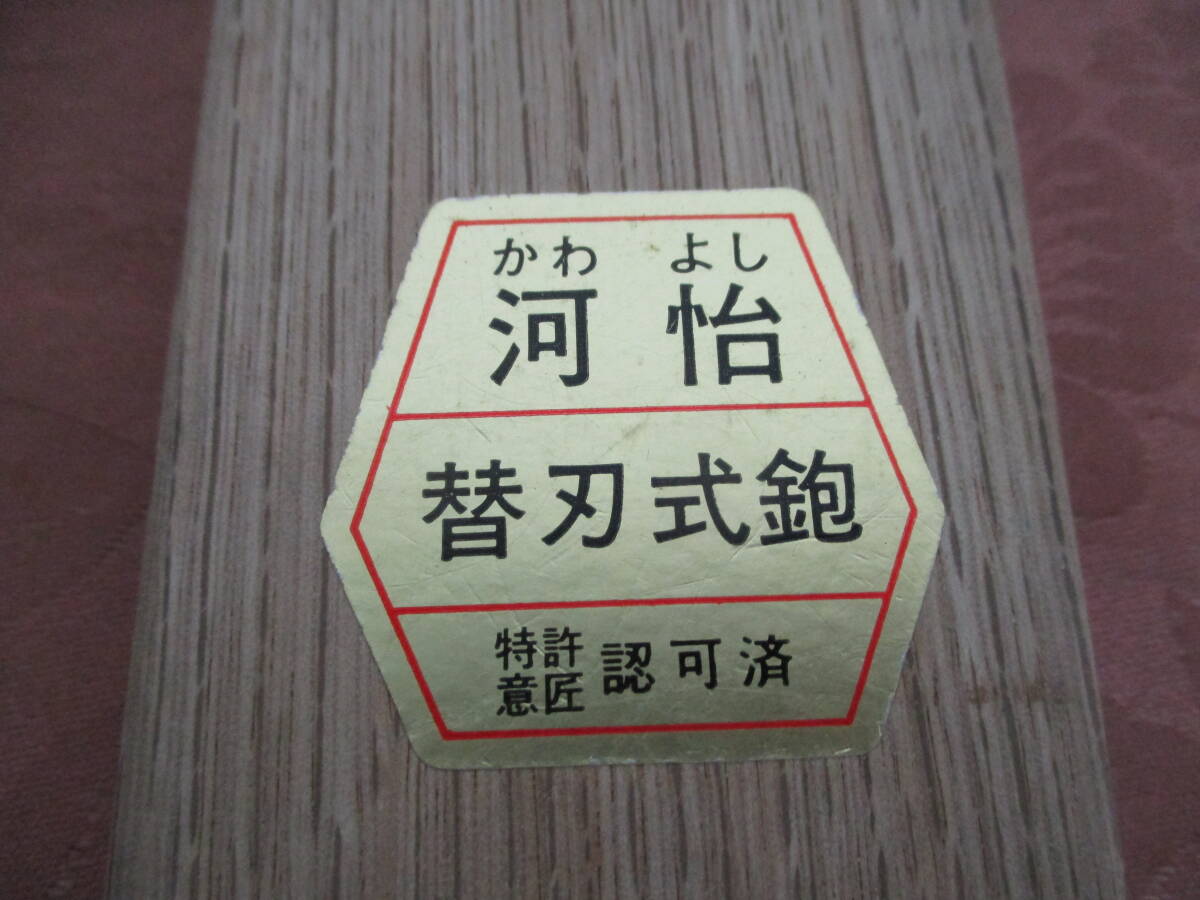 かわ よし
河 怡
替刃式鉋
特許
意匠 認可済